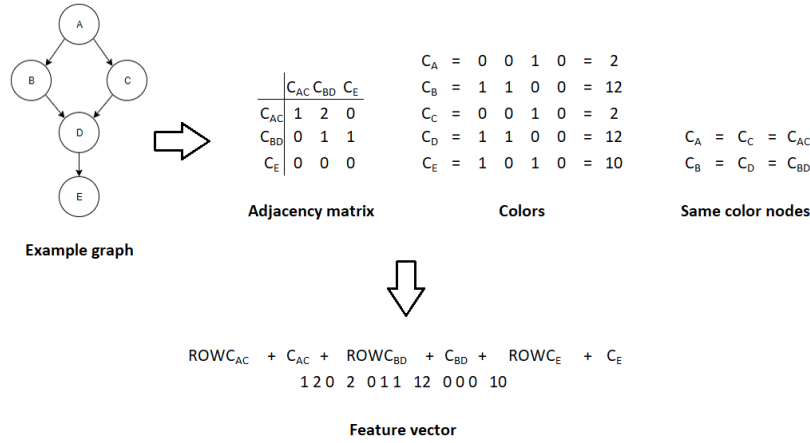 A
B
C
D
E
Example graph
C_AC C_BD C_E
C_AC 1 2 0
C_BD 0 1 1
C_E 0 0 0
Adjacency matrix
C_A = 0 0 1 0 = 2
C_B = 1 1 0 0 = 12
C_C = 0 0 1 0 = 2
C_D = 1 1 0 0 = 12
C_E = 1 0 1 0 = 10
Colors
C_A = C_C = C_AC
C_B = C_D = C_BD
Same color nodes
ROWC_AC + C_AC + ROWC_BD + C_BD + ROWC_E + C_E
1 2 0 2 0 1 1 12 0 0 0 10
Feature vector